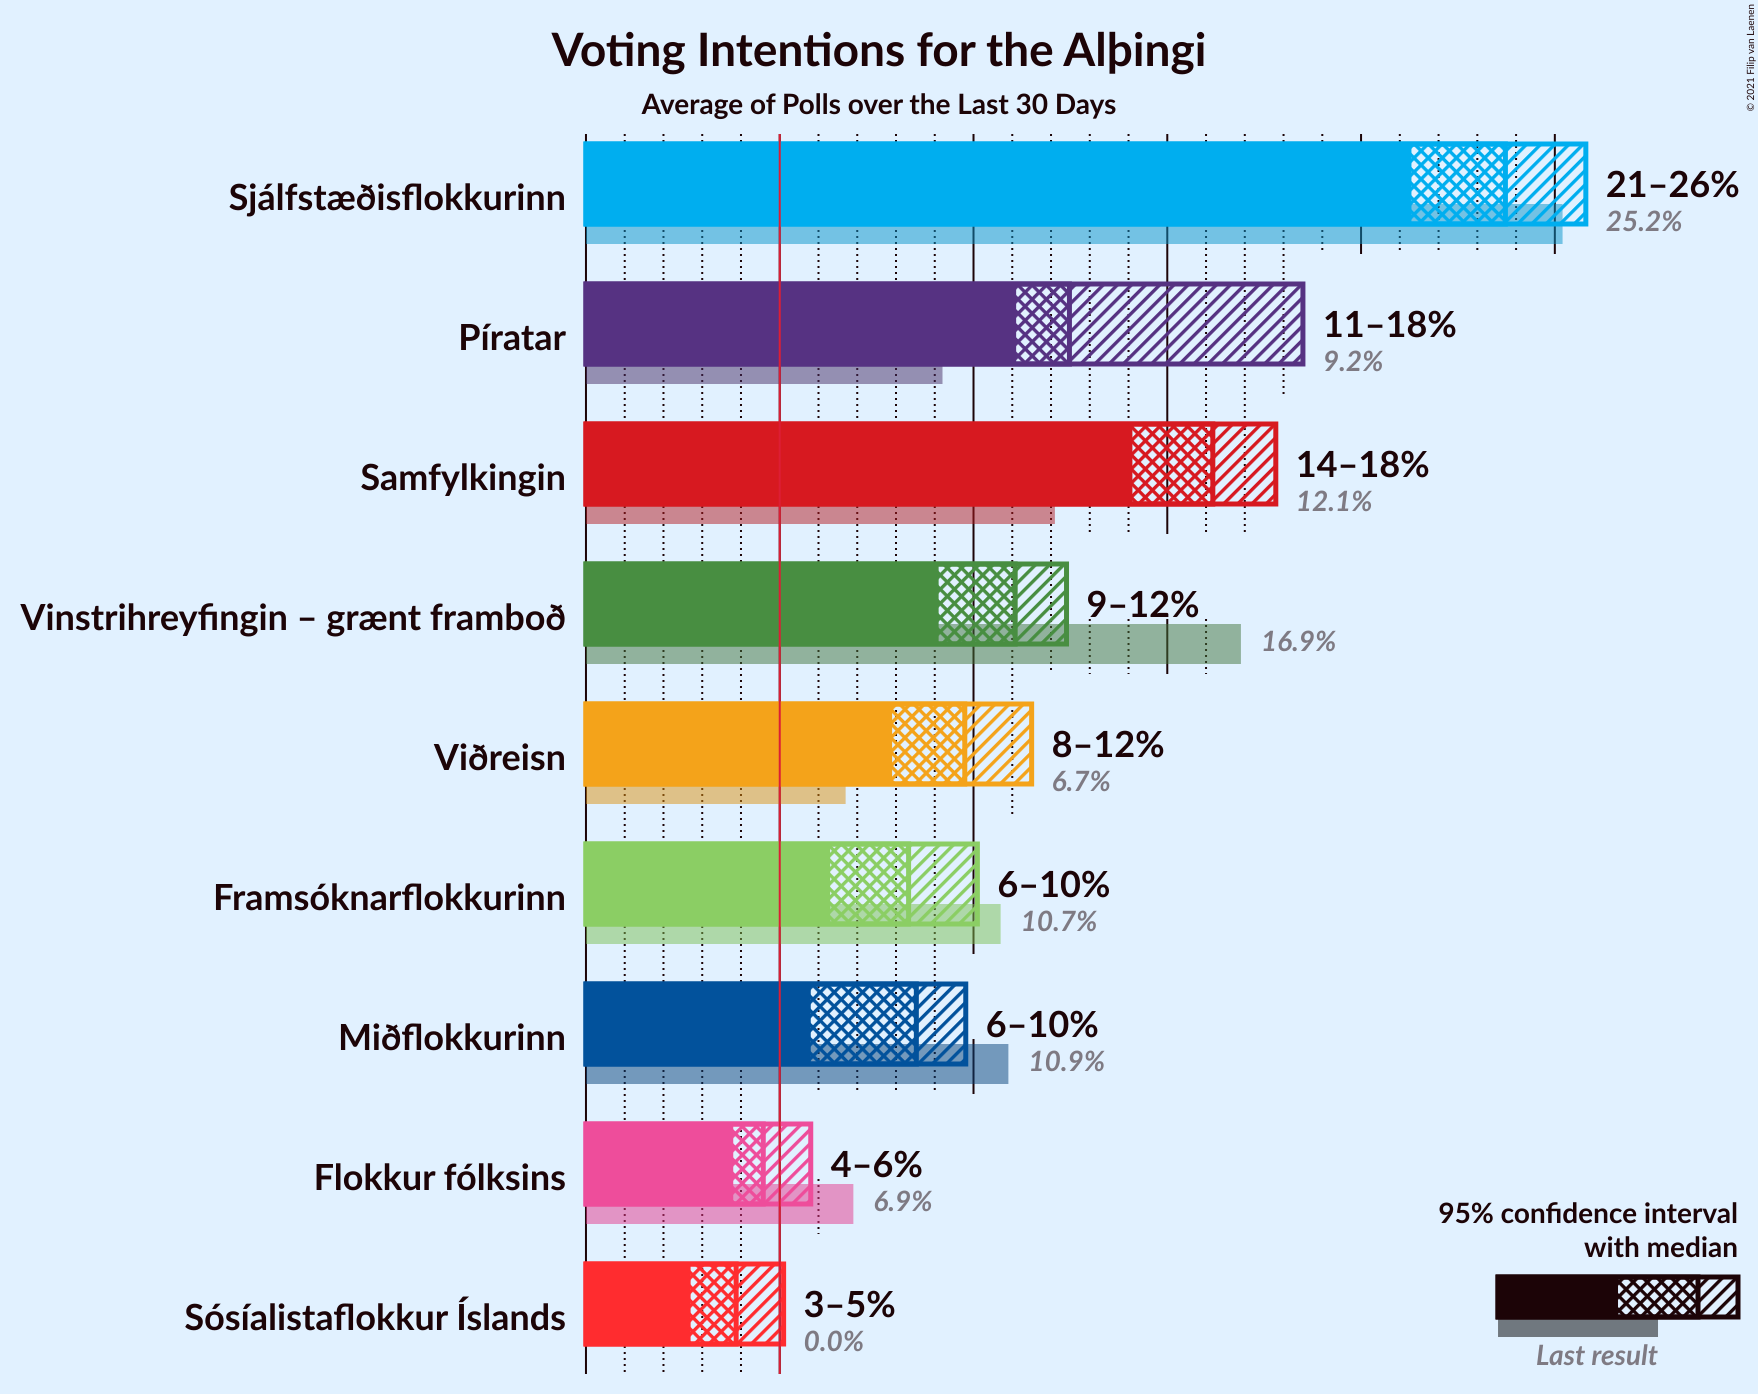 Voting Intentions for the Alþingi
Average of Polls over the Last 30 Days
© 2021 Filip van Laenen
Sjálfstæðisflokkurinn
21–26%
25.2%
Píratar
11–18%
9.2%
Samfylkingin
14–18%
12.1%
Vinstrihreyfingin – grænt framboð
9–12%
16.9%
Viðreisn
8–12%
6.7%
Framsóknarflokkurinn
6–10%
10.7%
Miðflokkurinn
6–10%
10.9%
Flokkur fólksins
4–6%
6.9%
Sósíalistaflokkur Íslands
3–5%
0.0%
95% confidence interval
with median
Last result